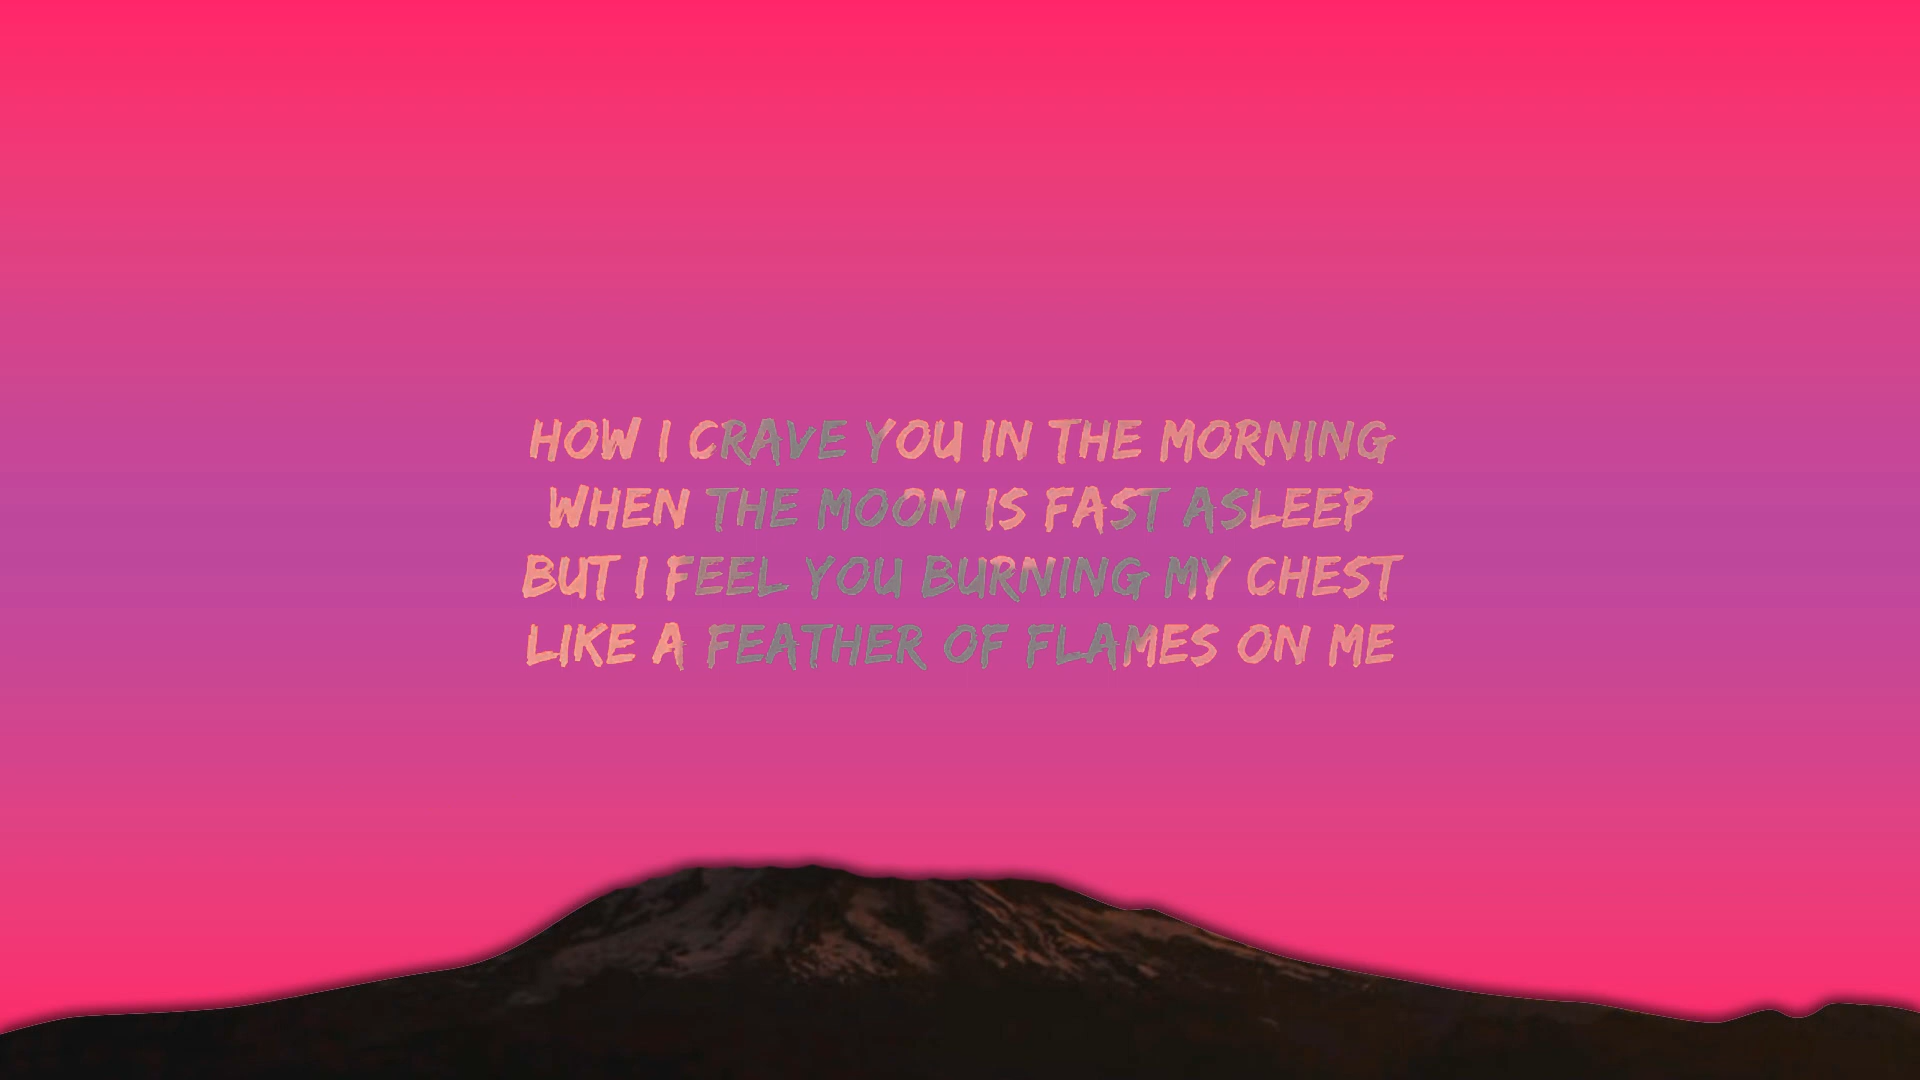 HOW I CRAVE YOU IN THE MORNING
WHEN THE MOON IS FAST ASLEEP
BUT I FEEL YOU BURNING MY CHEST
LIKE A FEATHER OF FLAMES ON ME